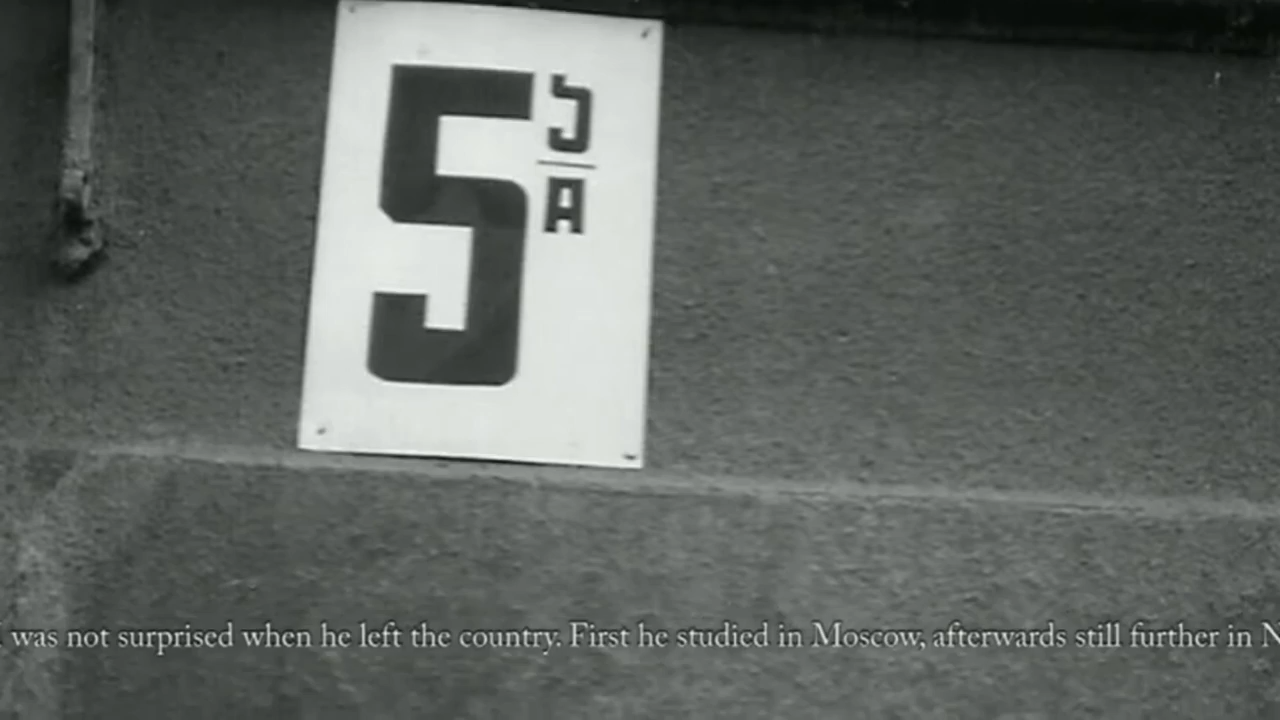 5 ა
А
was not surprised when he left the country. First he studied in Moscow, afterwards still further in